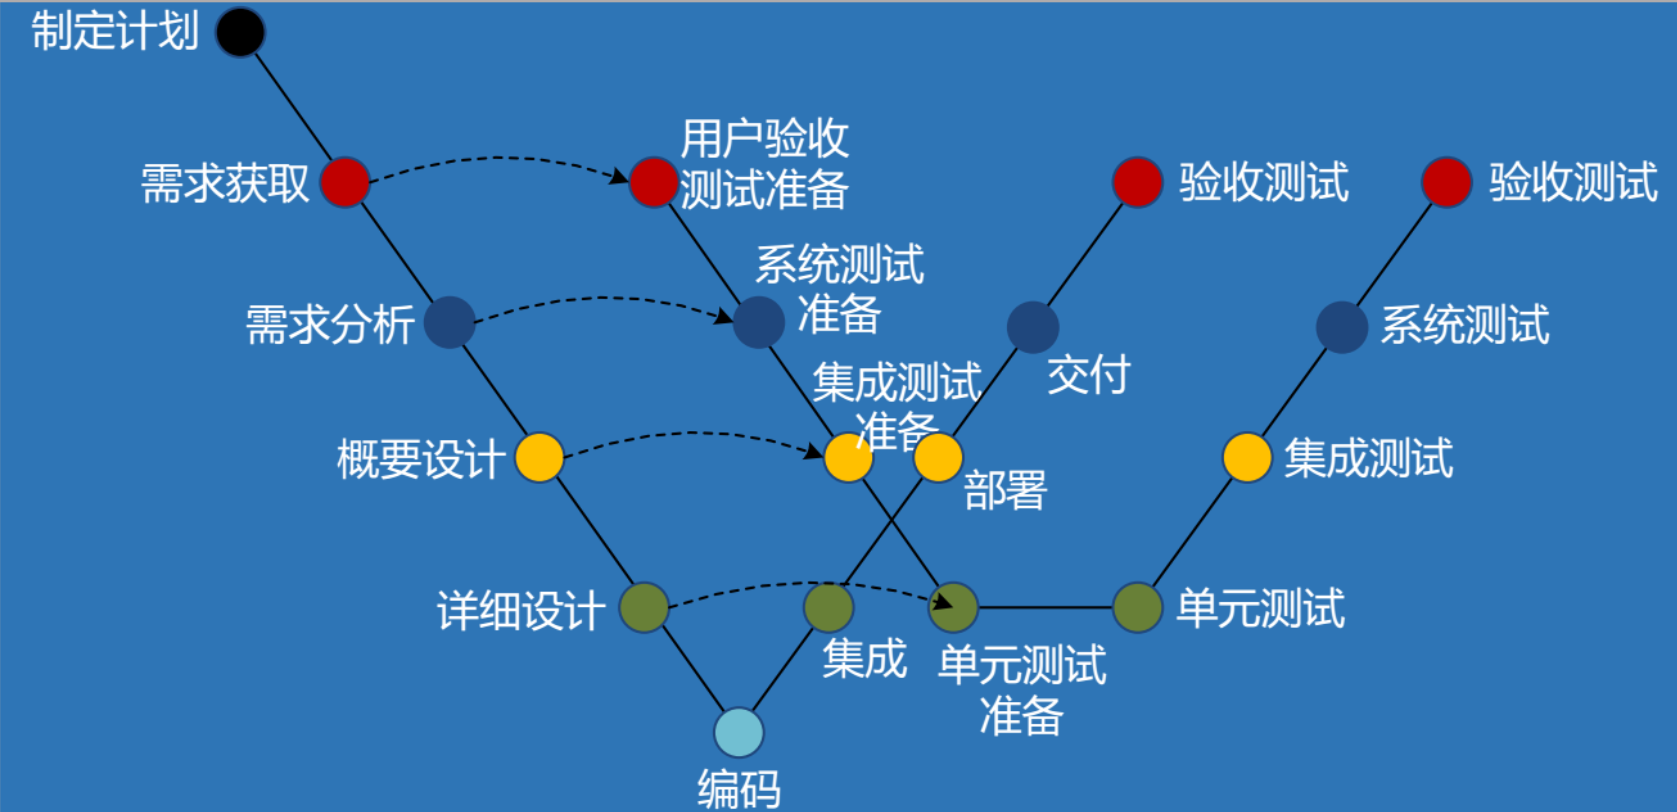 制定计划
需求获取
用户验收
测试准备
验收测试
验收测试
需求分析
系统测试
准备
交付
系统测试
概要设计
集成测试
准备
部署
集成测试
详细设计
集成
单元测试
准备
单元测试
编码